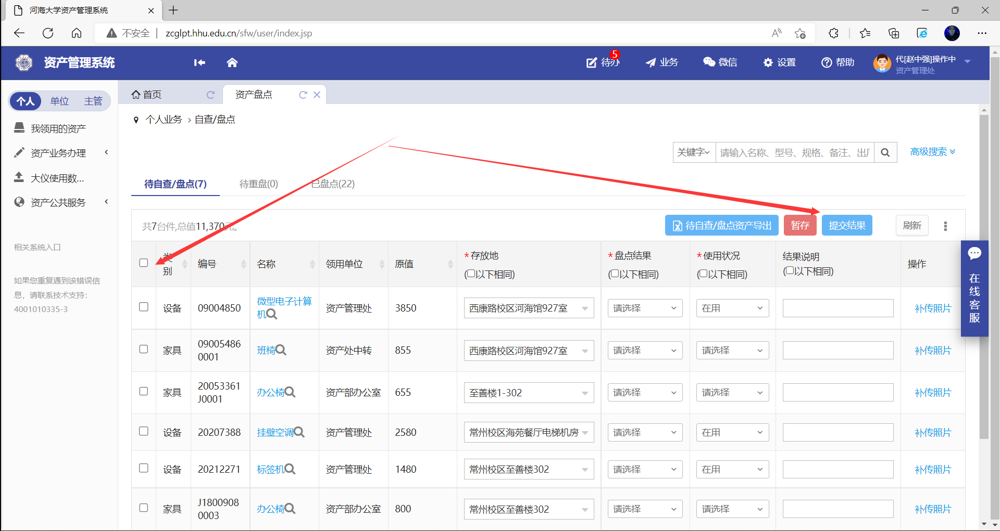 河海大学资产管理系统
不安全
zcglpt.hhu.edu.cn/sfw/user/index.jsp
资产管理系统
待办
5
业务
微信
设置
帮助
代[赵中强]操作中
资产管理处
个人
单位
主管
首页
资产盘点
我领用的资产
资产业务办理
大仪使用数...
资产公共服务
相关系统入口
如果您重复遇到该错误信
息，请联系技术支持：
4001010335-3
个人业务 › 自查/盘点
关键字
请输入名称、型号、规格、备注、出厂
高级搜索
待自查/盘点(7)
待重盘(0)
已盘点(22)
共7台件,总值11,370元。
待自查/盘点资产导出
暂存
提交结果
刷新
类别
编号
名称
领用单位
原值
*存放地
(以下相同)
*盘点结果
(以下相同)
*使用状况
(以下相同)
结果说明
(以下相同)
操作
设备
09004850
微型电子计算
机
资产管理处
3850
西康路校区河海馆927室
请选择
在用
补传照片
家具
09005486
0001
班椅
资产处中转
855
西康路校区河海馆927室
请选择
请选择
补传照片
家具
20053361
J0001
办公椅
资产部办公室
655
至善楼1-302
请选择
请选择
补传照片
设备
20207388
挂壁空调
资产管理处
2580
常州校区海苑餐厅电梯机房
请选择
在用
补传照片
设备
20212271
标签机
资产管理处
1480
常州校区至善楼302
请选择
在用
补传照片
家具
J1800908
0003
办公椅
资产部办公室
800
常州校区至善楼302
请选择
请选择
补传照片
在
线
客
服